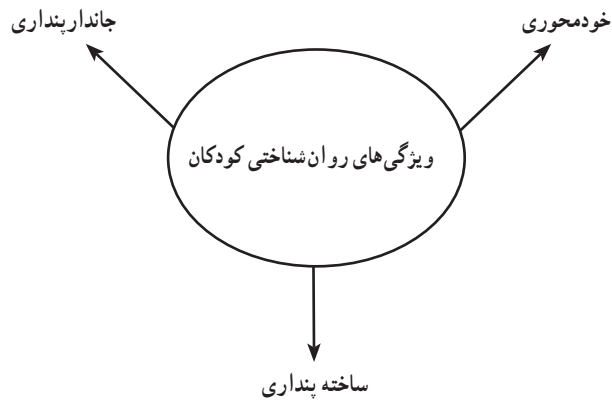 خودمحوری
جاندارپنداری
ویژگی‌های روان‌شناختی کودکان
ساخته پنداری